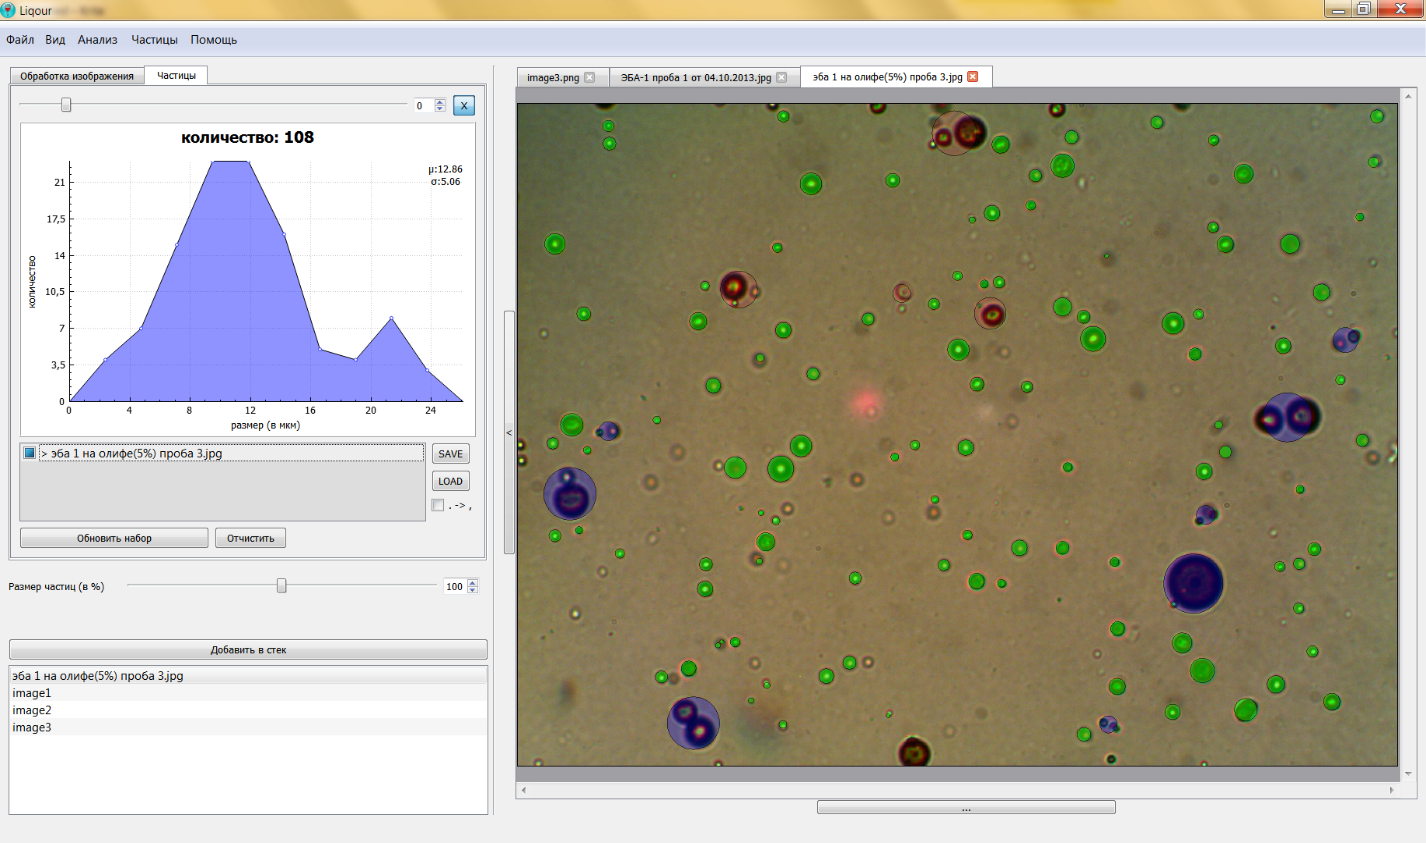 Liqour
Файл Вид Анализ Частицы Помощь
Обработка изображения Частицы
0 X
количество: 108
μ:12.86
σ:5.06
21
17,5
14
10,5
7
3,5
0
количество
0 4 8 12 16 20 24
размер (в мкм)
> эба 1 на олифе(5%) проба 3.jpg
SAVE
LOAD
. -> ,
Обновить набор Отчистить
Размер частиц (в %) 100
Добавить в стек
эба 1 на олифе(5%) проба 3.jpg
image1
image2
image3
image3.png ЭБА-1 проба 1 от 04.10.2013.jpg эба 1 на олифе(5%) проба 3.jpg
<
...